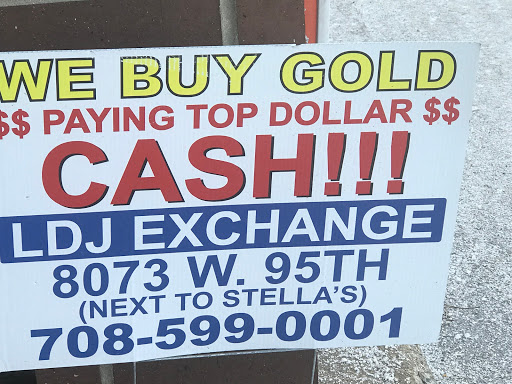 WE BUY GOLD
$$ PAYING TOP DOLLAR $$
CASH!!!
LDJ EXCHANGE
8073 W. 95TH
(NEXT TO STELLA'S)
708-599-0001